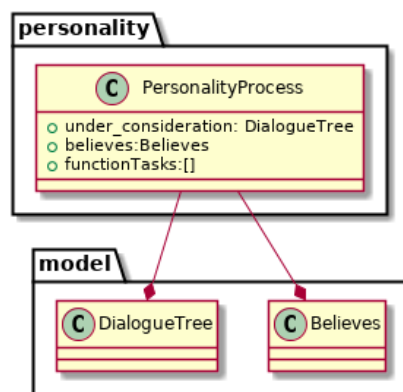 personality
C PersonalityProcess
under_consideration: DialogueTree
believes:Believes
functionTasks:[]
model
C DialogueTree
C Believes